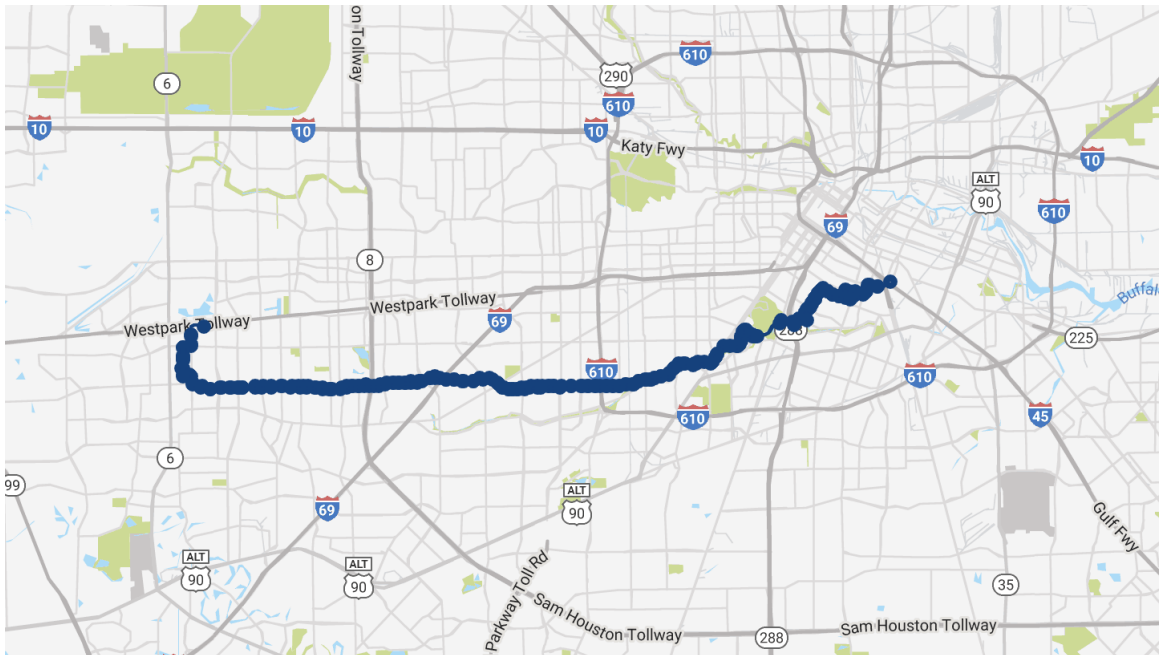 on Tollway
610
6
290
610
10
10
10
Katy Fwy
10
ALT
90
610
69
8
Buffalo
Westpark Tollway
69
Westpark Tollway
288
225
610
610
610
45
6
99
ALT
90
69
Gulf Fwy
ALT
90
ALT
90
35
Parkway Toll Rd
Sam Houston Tollway
Sam Houston Tollway
288